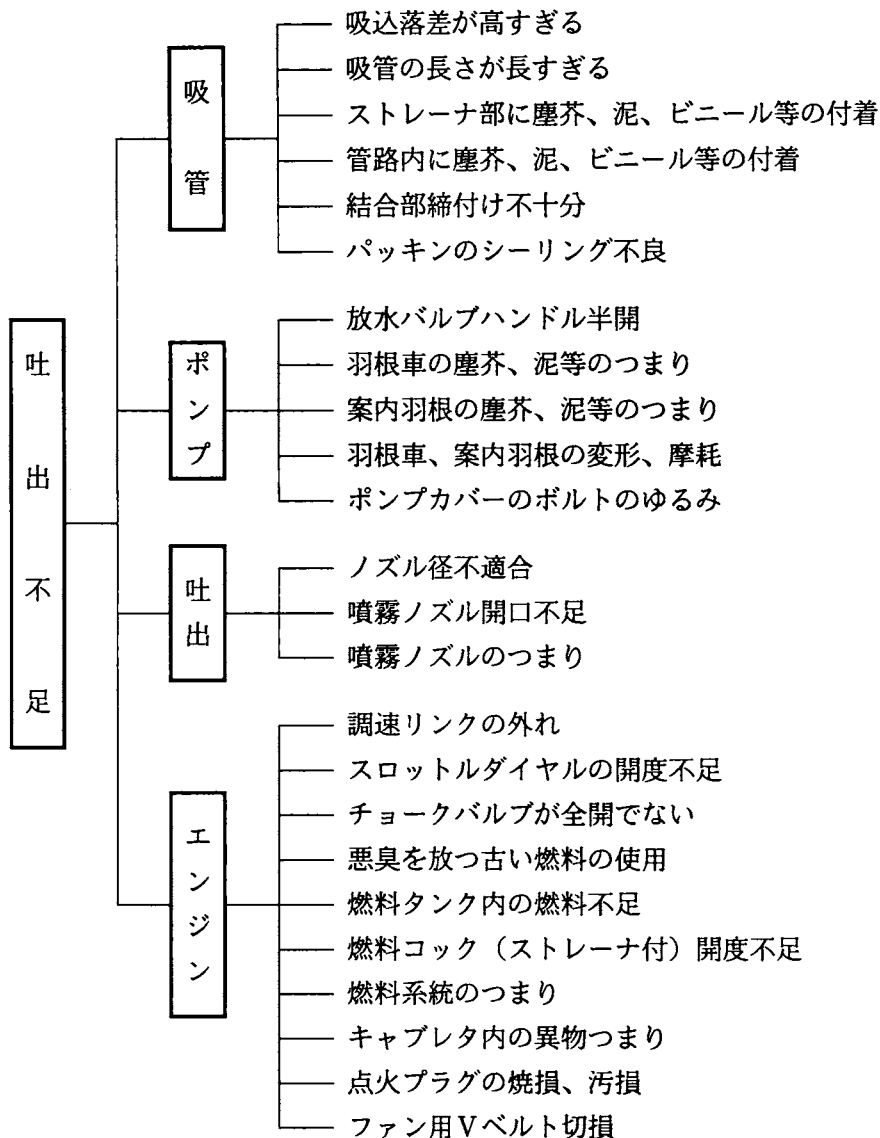 吐出不足
吸管
吸込落差が高すぎる
吸管の長さが長すぎる
ストレーナ部に塵芥、泥、ビニール等の付着
管路内に塵芥、泥、ビニール等の付着
結合部締付け不十分
パッキンのシーリング不良
ポンプ
放水バルブハンドル半開
羽根車の塵芥、泥等のつまり
案内羽根の塵芥、泥等のつまり
羽根車、案内羽根の変形、摩耗
ポンプカバーのボルトのゆるみ
吐出
ノズル径不適合
噴霧ノズル開口不足
噴霧ノズルのつまり
エンジン
調速リンクの外れ
スロットルダイヤルの開度不足
チョークバルブが全開でない
悪臭を放つ古い燃料の使用
燃料タンク内の燃料不足
燃料コック（ストレーナ付）開度不足
燃料系統のつまり
キャブレタ内の異物つまり
点火プラグの焼損、汚損
ファン用Vベルト切損